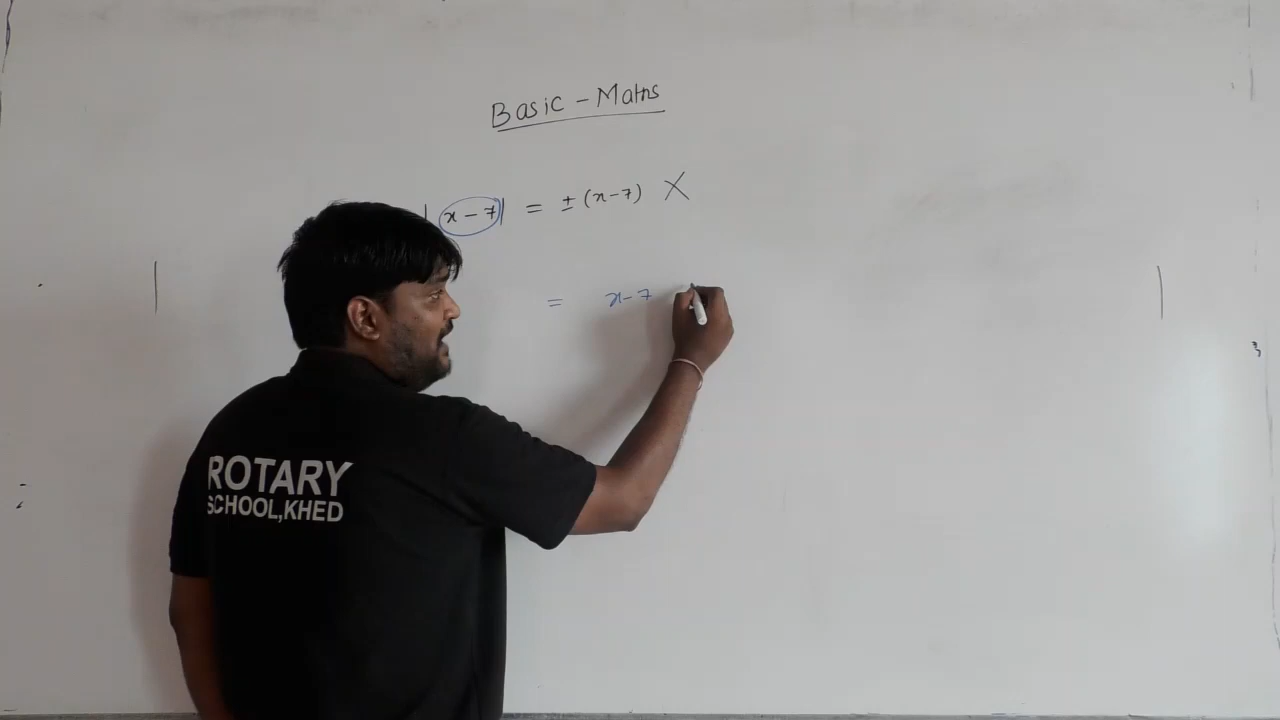 Basic - Maths
|x-7| = ±(x-7) X
= x-7
ROTARY
SCHOOL,KHED